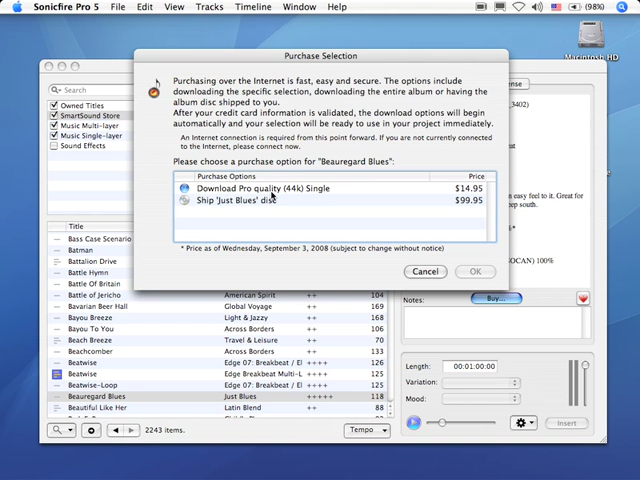 Sonicfire Pro 5 File Edit View Tracks Timeline Window Help (98%)
Macintosh HD
Purchase Selection
Purchasing over the Internet is fast, easy and secure. The options include
downloading the specific selection, downloading the entire album or having the
album disc shipped to you.
After your credit card information is validated, the download options will begin
automatically and your selection will be ready to use in your project immediately.
An Internet connection is required from this point forward. If you are not currently connected
to the Internet, please connect now.
Please choose a purchase option for "Beauregard Blues":
Purchase Options Price
Download Pro quality (44k) Single $14.95
Ship 'Just Blues' disc $99.95
* Price as of Wednesday, September 3, 2008 (subject to change without notice)
Cancel OK
Search
Owned Titles
SmartSound Store
Music Multi-layer
Music Single-layer
Sound Effects
Title
Bass Case Scenario
Batman
Battalion Drive
Battle Hymn
Battle Of Britain
Battle of Jericho American Spirit ++ 104
Bavarian Beer Hall Global Voyage ++ 169
Bayou Breeze Light & Jazzy ++ 164
Bayou To You Across Borders ++ 136
Beach Breeze Travel & Leisure ++ 70
Beachcomber Across Borders ++ 131
Beatwise Edge 07: Breakbeat / El ++++ 126
Beatwise Edge Breakbeat Multi-L ++++ 126
Beatwise-Loop Edge 07: Breakbeat / El ++++ 126
Beauregard Blues Just Blues +++++ 118
Beautiful Like Her Latin Blend ++ 88
2243 items.
Tempo
ense
3402)
n easy feel to it. Great for
eep south.
SOCAN) 100%
Notes: Buy...
Length: 00:01:00:00
Variation:
Mood:
Insert